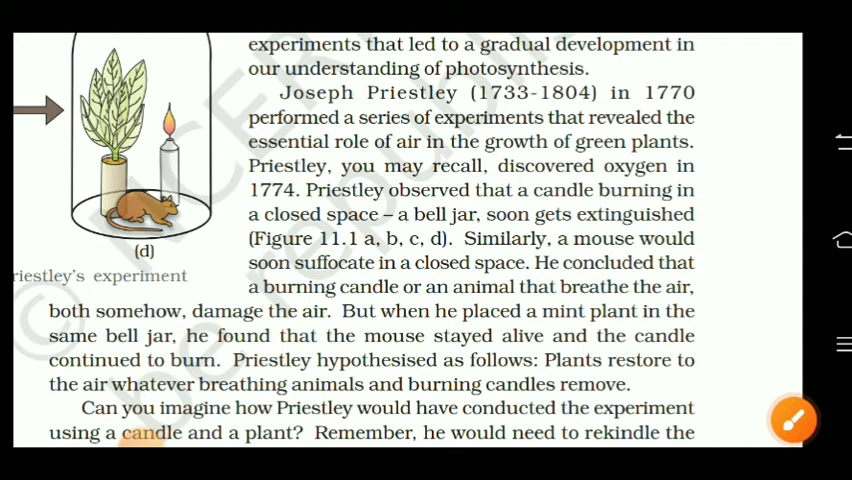 experiments that led to a gradual development in
our understanding of photosynthesis.
Joseph Priestley (1733-1804) in 1770
performed a series of experiments that revealed the
essential role of air in the growth of green plants.
Priestley, you may recall, discovered oxygen in
1774. Priestley observed that a candle burning in
a closed space – a bell jar, soon gets extinguished
(Figure 11.1 a, b, c, d). Similarly, a mouse would
soon suffocate in a closed space. He concluded that
a burning candle or an animal that breathe the air,
(d)
riestley's experiment
both somehow, damage the air. But when he placed a mint plant in the
same bell jar, he found that the mouse stayed alive and the candle
continued to burn. Priestley hypothesised as follows: Plants restore to
the air whatever breathing animals and burning candles remove.
Can you imagine how Priestley would have conducted the experiment
using a candle and a plant? Remember, he would need to rekindle the